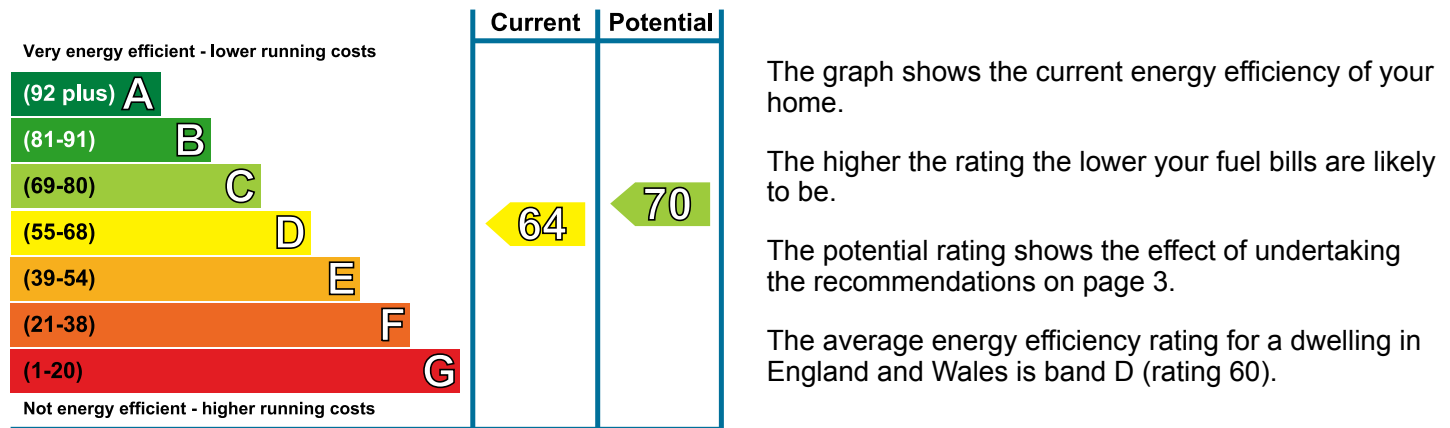 Current Potential
Very energy efficient - lower running costs
(92 plus) A
(81-91) B
(69-80) C
(55-68) D
(39-54) E
(21-38) F
(1-20) G
Not energy efficient - higher running costs
64
70
The graph shows the current energy efficiency of your
home.
The higher the rating the lower your fuel bills are likely
to be.
The potential rating shows the effect of undertaking
the recommendations on page 3.
The average energy efficiency rating for a dwelling in
England and Wales is band D (rating 60).